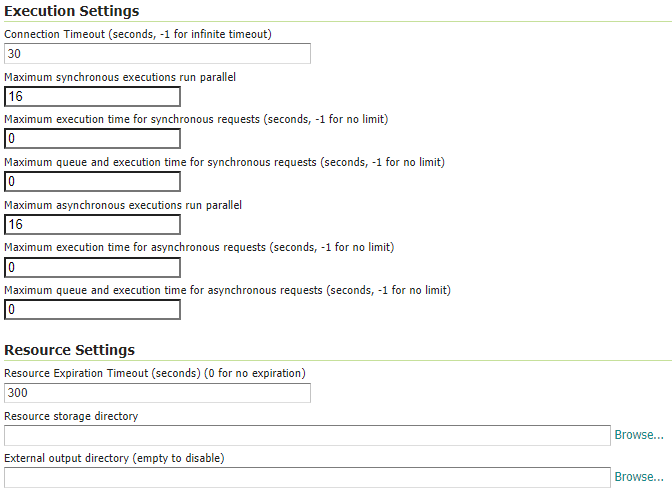 Execution Settings
Connection Timeout (seconds, -1 for infinite timeout)
30
Maximum synchronous executions run parallel
16
Maximum execution time for synchronous requests (seconds, -1 for no limit)
0
Maximum queue and execution time for synchronous requests (seconds, -1 for no limit)
0
Maximum asynchronous executions run parallel
16
Maximum execution time for asynchronous requests (seconds, -1 for no limit)
0
Maximum queue and execution time for asynchronous requests (seconds, -1 for no limit)
0
Resource Settings
Resource Expiration Timeout (seconds) (0 for no expiration)
300
Resource storage directory
Browse...
External output directory (empty to disable)
Browse...